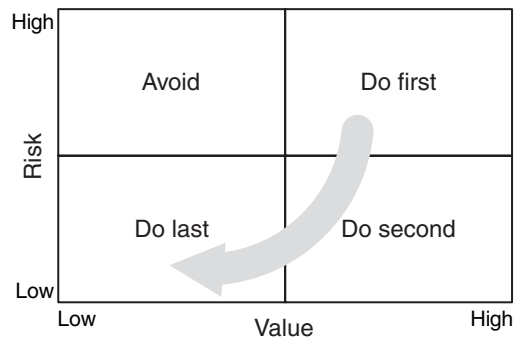 High
Avoid
Do first
Risk
Do last
Do second
Low
Low
Value
High